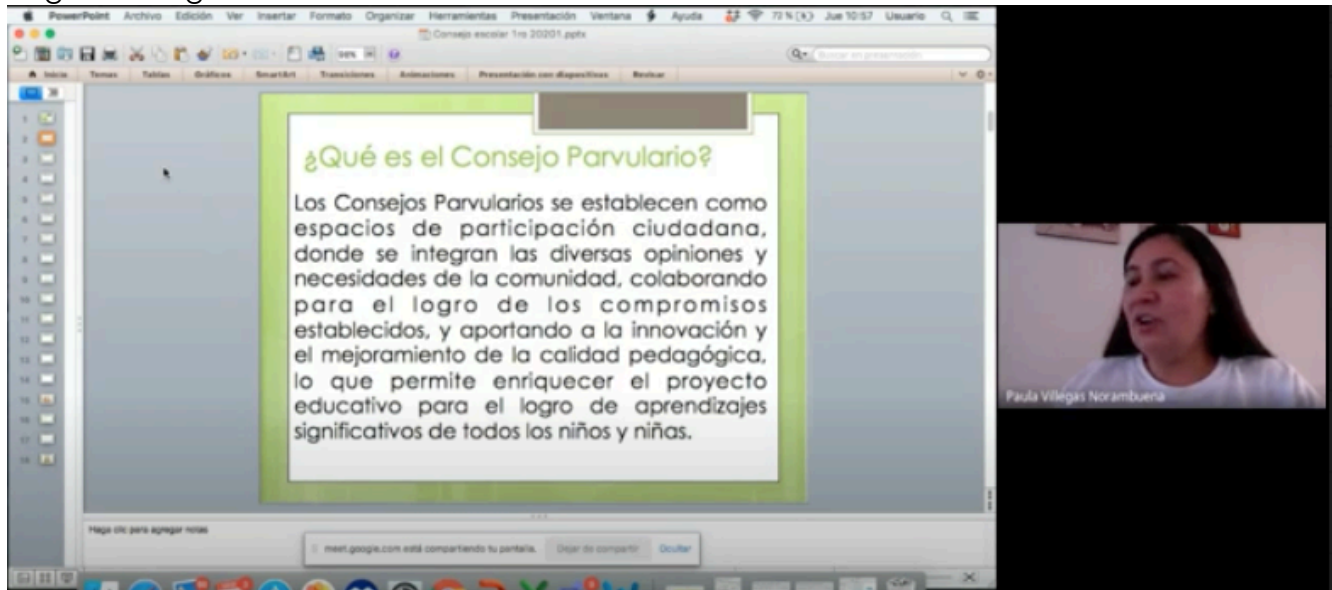 PowerPoint Archivo Edición Ver Insertar Formato Organizar Herramientas Presentación Ventana Ayuda Jue 10:57 Usuario
Consejo escolar 1ro 20201.pptx
Inicio Temas Tablas Gráficos SmartArt Transiciones Animaciones Presentación con diapositivas Revisar
¿Qué es el Consejo Parvulario?
Los Consejos Parvularios se establecen como
espacios de participación ciudadana,
donde se integran las diversas opiniones y
necesidades de la comunidad, colaborando
para el logro de los compromisos
establecidos, y aportando a la innovación y
el mejoramiento de la calidad pedagógica,
lo que permite enriquecer el proyecto
educativo para el logro de aprendizajes
significativos de todos los niños y niñas.
Paula Villegas Norambuena
Haga clic para agregar notas
meet.google.com está compartiendo tu pantalla. Dejar de compartir Ocultar